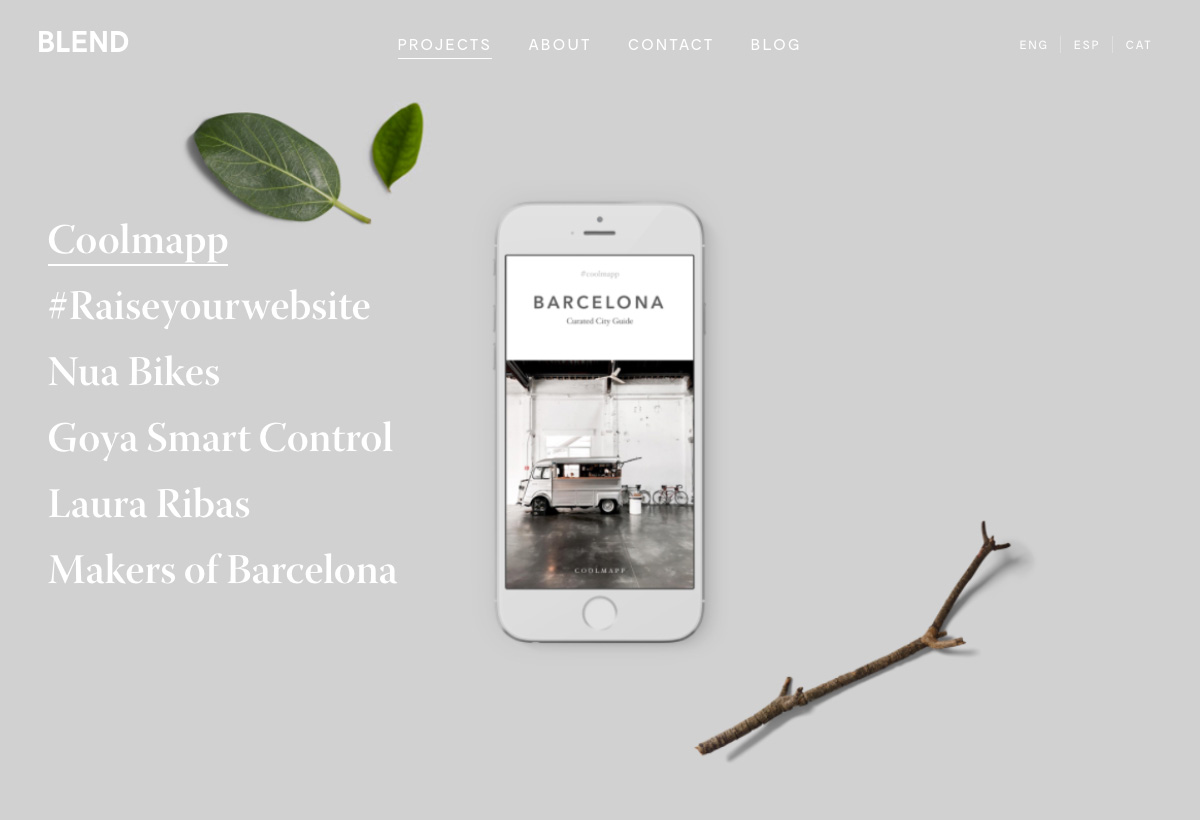 BLEND
PROJECTS ABOUT CONTACT BLOG
ENG ESP CAT
Coolmapp
#Raiseyourwebsite
Nua Bikes
Goya Smart Control
Laura Ribas
Makers of Barcelona
#coolmapp
BARCELONA
Curated City Guide
COOLMAPP